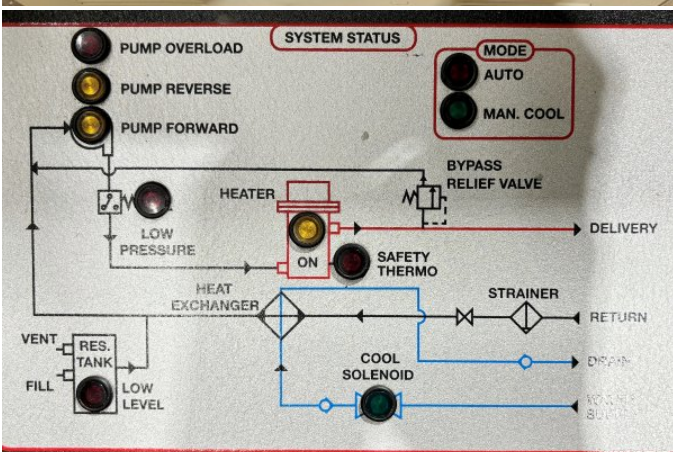 SYSTEM STATUS
PUMP OVERLOAD
PUMP REVERSE
PUMP FORWARD
MODE
AUTO
MAN. COOL
BYPASS
RELIEF VALVE
HEATER
ON
DELIVERY
LOW
PRESSURE
SAFETY
THERMO
HEAT
EXCHANGER
STRAINER
RETURN
VENT
RES.
TANK
FILL
LOW
LEVEL
COOL
SOLENOID
DRAIN